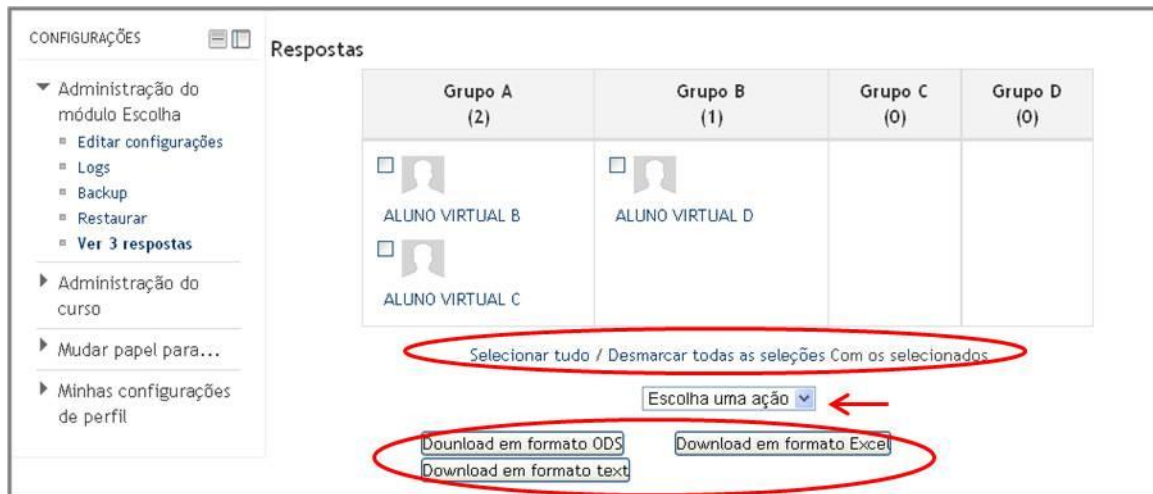 CONFIGURAÇÕES
Administração do
módulo Escolha
Editar configurações
Logs
Backup
Restaurar
Ver 3 respostas
Administração do
curso
Mudar papel para...
Minhas configurações
de perfil
Respostas
Grupo A
(2)
Grupo B
(1)
Grupo C
(0)
Grupo D
(0)
ALUNO VIRTUAL B
ALUNO VIRTUAL D
ALUNO VIRTUAL C
Selecionar tudo / Desmarcar todas as seleções Com os selecionados
Escolha uma ação
Dounload em formato ODS
Download em formato Excel
Download em formato text